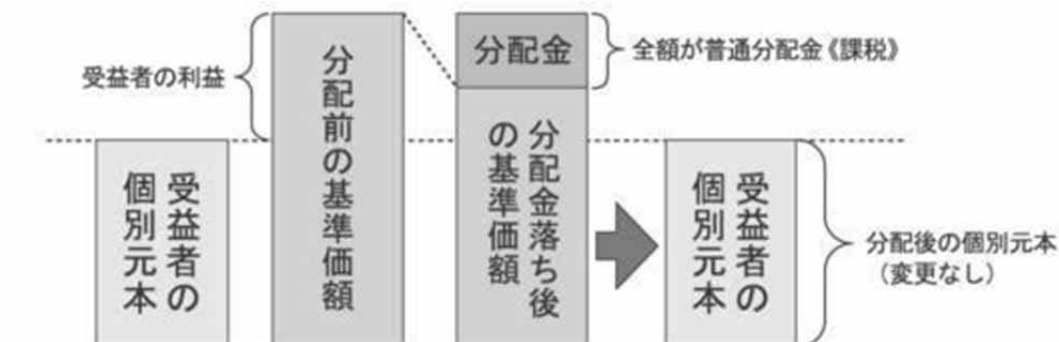 受益者の利益
受益者の
個別元本
分配前の基準価額
分配金
全額が普通分配金《課税》
分配金落ち後
の基準価額
受益者の
個別元本
分配後の個別元本
（変更なし）